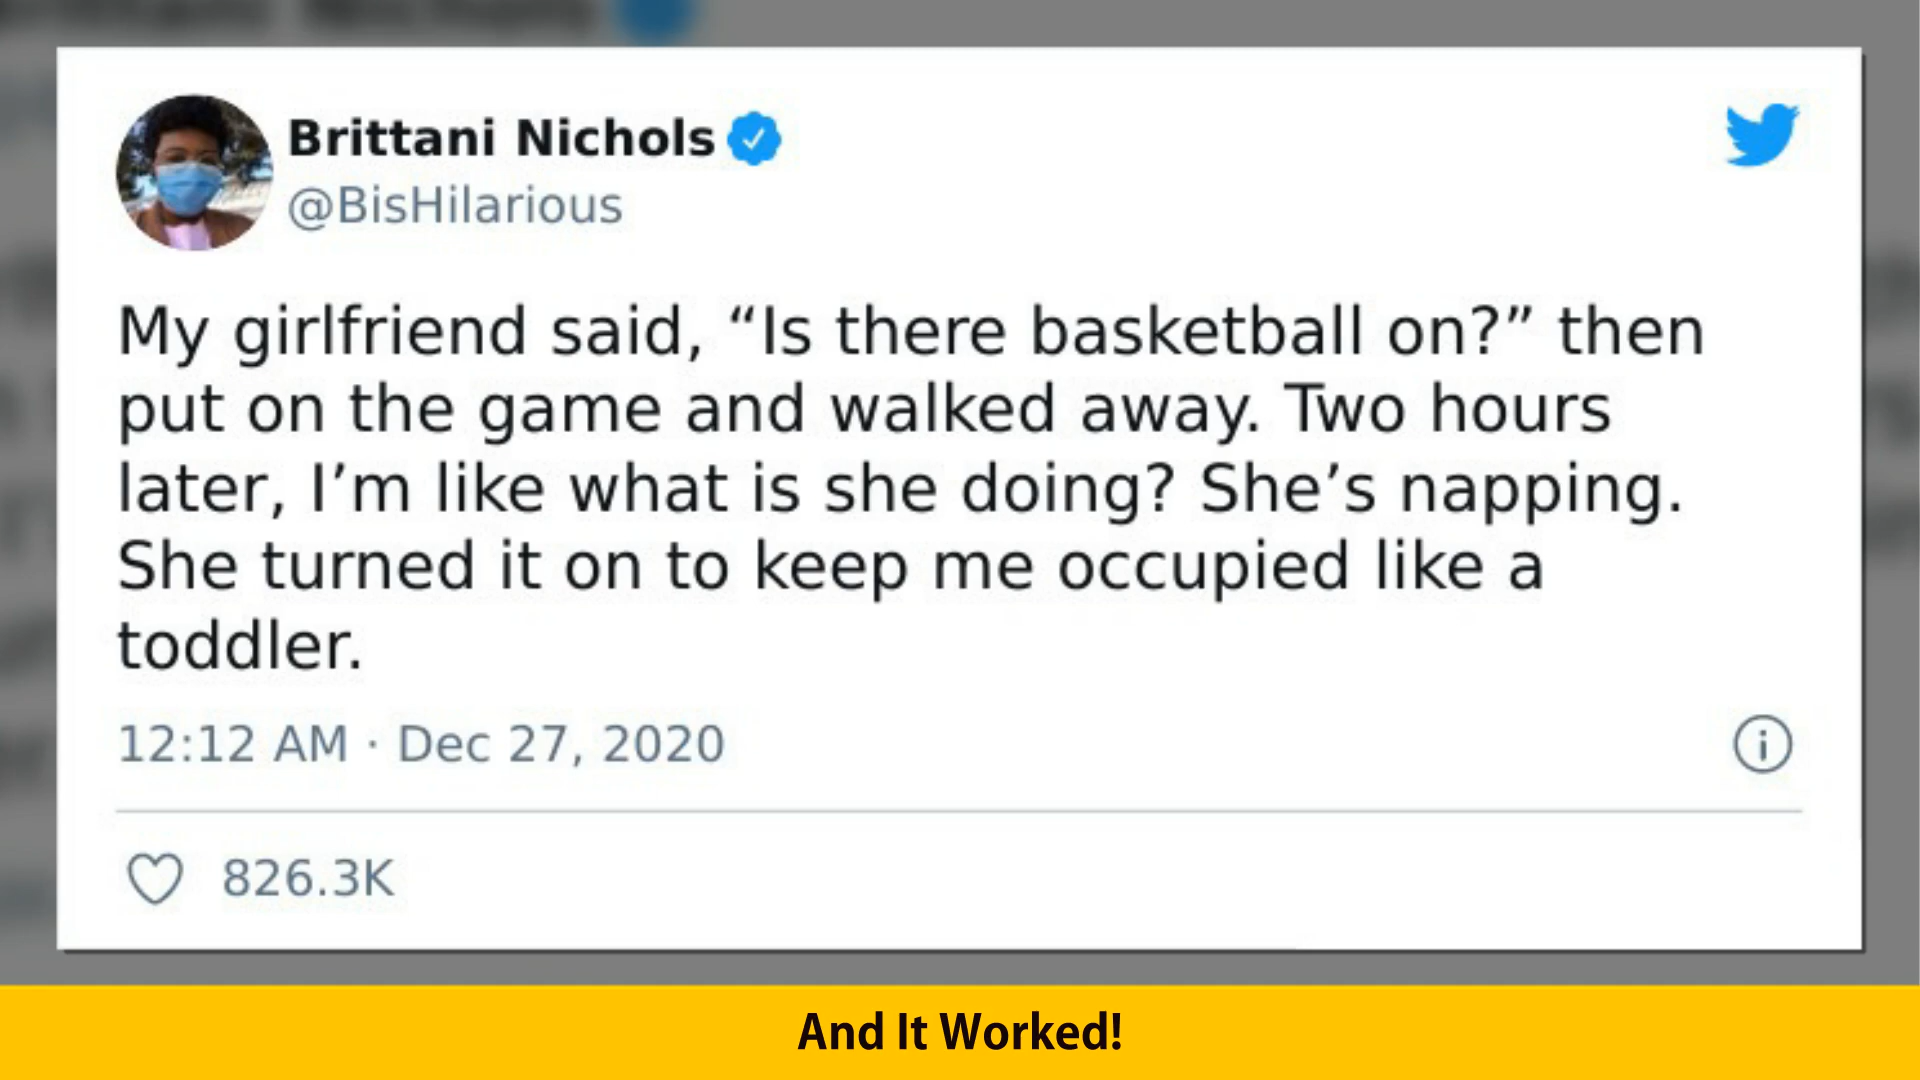 Brittani Nichols
@BisHilarious
My girlfriend said, “Is there basketball on?” then
put on the game and walked away. Two hours
later, I’m like what is she doing? She’s napping.
She turned it on to keep me occupied like a
toddler.
12:12 AM · Dec 27, 2020
826.3K
And It Worked!